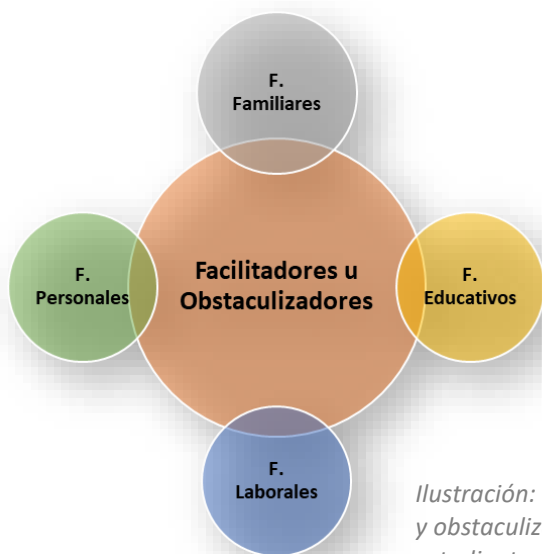 F.
Familiares
Facilitadores u
Obstaculizadores
F.
Personales
F.
Educativos
F.
Laborales
Ilustración:
y obstaculiz